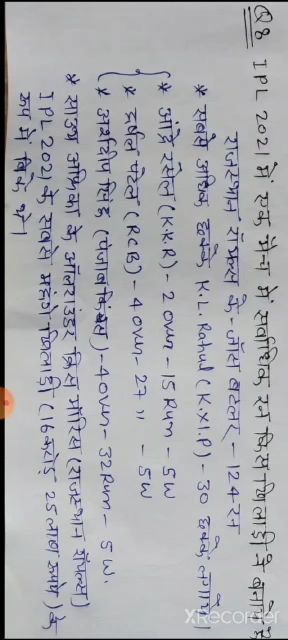 Q8 IPL 2021 में एक मैच में सर्वाधिक रन किस खिलाड़ी ने बनाये है
राजस्थान रॉयल्स के - जोस बटलर - 124 रन
* सबसे अधिक छक्के K.L. Rahul (K.X.I.P) - 30 छक्के लगाये।
* आंद्रे रसेल (K.K.R) - 2 over - 15 Run - 5W
* हर्षल पटेल (RCB) - 4 over - 27 " - 5W
* अर्शदीप सिंह (पंजाब किंग्स) - 4 over - 32 Run - 5W.
* साउथ अफ्रीका के ऑलराउंडर क्रिस मॉरिस (राजस्थान रॉयल्स)
IPL 2021 के सबसे महंगे खिलाड़ी (16 करोड़ 25 लाख रुपए) के
रूप में बिके थे।
XRecorder